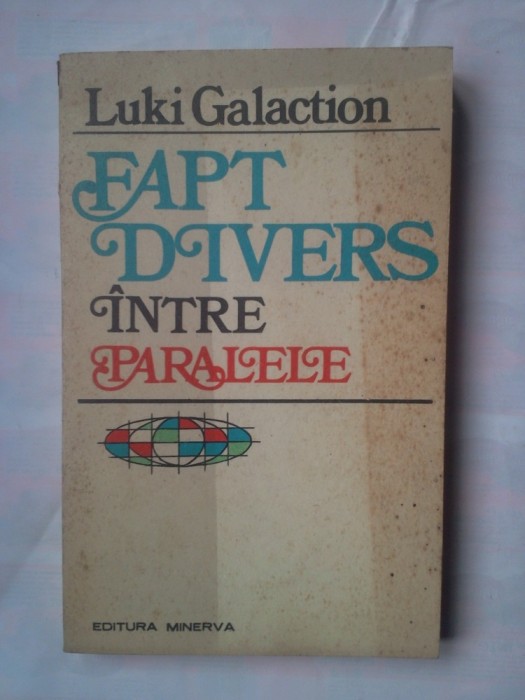 Luki Galaction
FAPT
DIVERS
ÎNTRE
PARALELE
EDITURA MINERVA